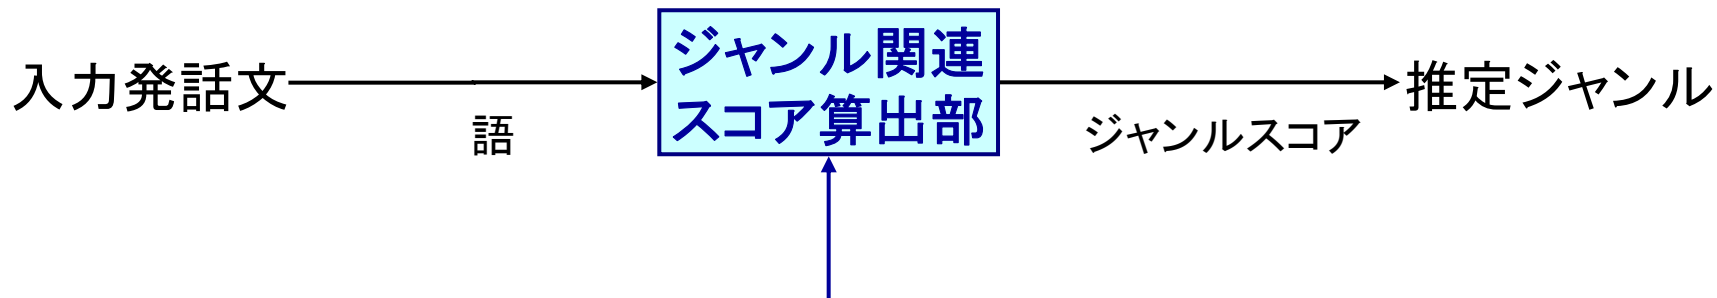 入力発話文
語
ジャンル関連
スコア算出部
ジャンルスコア
推定ジャンル